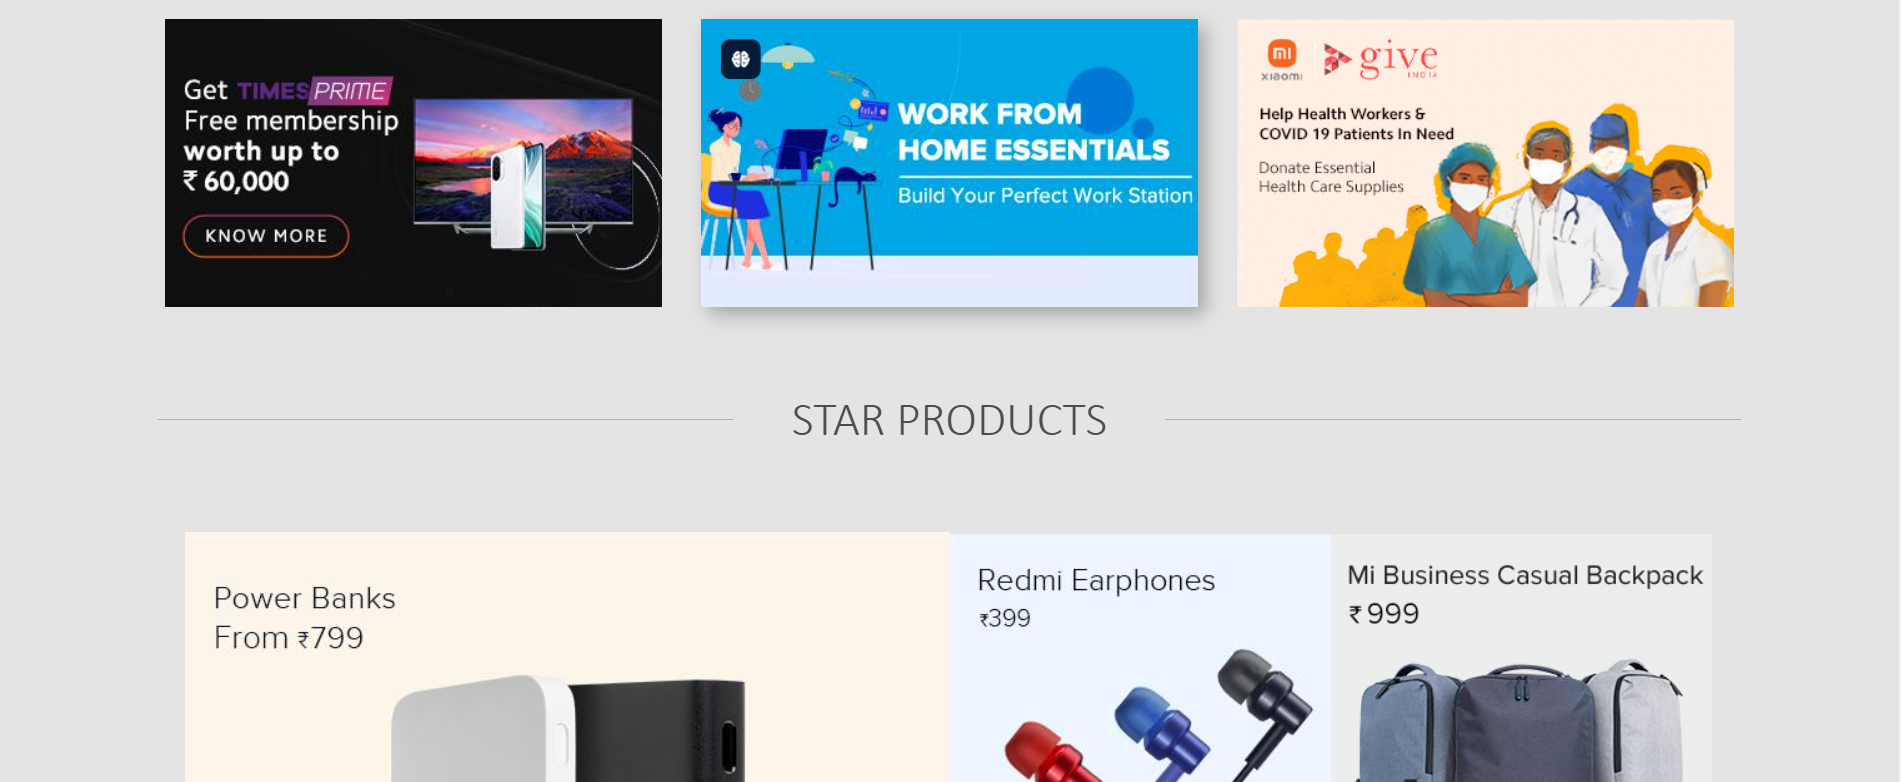 Get TIMES PRIME
Free membership
worth up to
₹ 60,000
KNOW MORE
WORK FROM
HOME ESSENTIALS
Build Your Perfect Work Station
mi
xiaomi
give
INDIA
Help Health Workers &
COVID 19 Patients In Need
Donate Essential
Health Care Supplies
STAR PRODUCTS
Power Banks
From ₹799
Redmi Earphones
₹399
Mi Business Casual Backpack
₹ 999